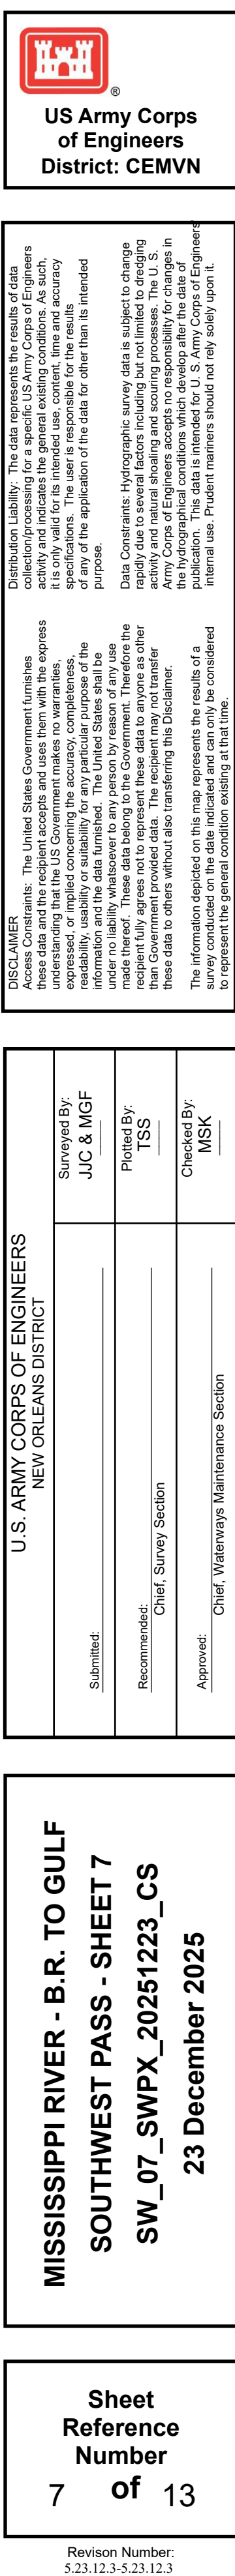 ®
US Army Corps
of Engineers
District: CEMVN
DISCLAIMER
Access Constraints: The United States Government furnishes
these data and the recipient accepts and uses them with the express
understanding that the US Government makes no warranties,
expressed, or implied concerning the accuracy, completeness,
readability, usability or suitability for any particular purpose of the
information and the data furnished. The United States shall be
under no liability whatsoever to any person by reason of any use
made thereof. These data belong to the Government. Therefore the
recipient fully agrees not to represent these data to anyone as other
than Government provided data. The recipient may not transfer
these data to others without also transferring this Disclaimer.
The information depicted on this map represents the results of a
survey conducted on the date indicated and can only be considered
to represent the general condition existing at that time.
Distribution Liability: The data represents the results of data
collection/processing for a specific US Army Corps of Engineers
activity and indicates the general existing conditions. As such,
it is only valid for its intended use, content, time and accuracy
specifications. The user is responsible for the results
of any of the application of the data for other than its intended
purpose.
Data Constraints: Hydrographic survey data is subject to change
rapidly due to several factors including but not limited to dredging
activity and natural shoaling and scouring processes. The U. S.
Army Corps of Engineers accepts no responsibility for changes in
the hydrographic conditions which develop after the date of
publication. This data is intended for U. S. Army Corps of Engineers'
internal use. Prudent mariners should not rely solely upon it.
U.S. ARMY CORPS OF ENGINEERS
NEW ORLEANS DISTRICT
Submitted:
Surveyed By:
JJC & MGF
Recommended:
Chief, Survey Section
Plotted By:
TSS
Approved:
Chief, Waterways Maintenance Section
Checked By:
MSK
MISSISSIPPI RIVER - B.R. TO GULF
SOUTHWEST PASS - SHEET 7
SW_07_SWPX_20251223_CS
23 December 2025
Sheet
Reference
Number
7 of 13
Revison Number:
5.23.12.3-5.23.12.3